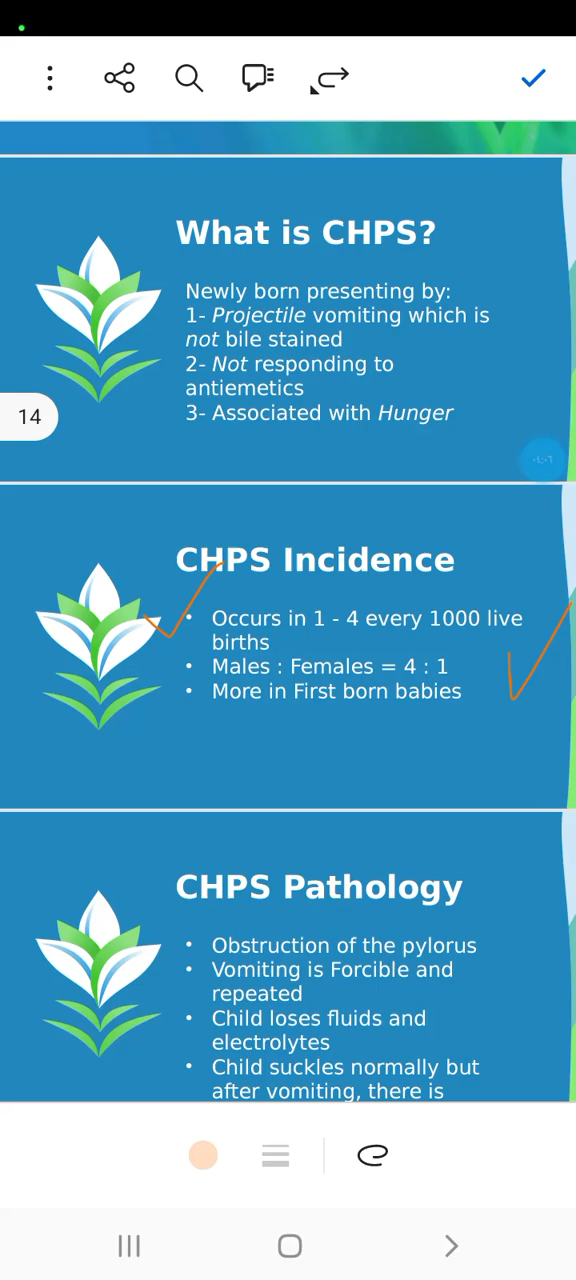 What is CHPS?
Newly born presenting by:
1- Projectile vomiting which is
not bile stained
2- Not responding to
antiemetics
3- Associated with Hunger
14
CHPS Incidence
• Occurs in 1 - 4 every 1000 live
births
• Males : Females = 4 : 1
• More in First born babies
CHPS Pathology
• Obstruction of the pylorus
• Vomiting is Forcible and
repeated
• Child loses fluids and
electrolytes
• Child suckles normally but
after vomiting, there is